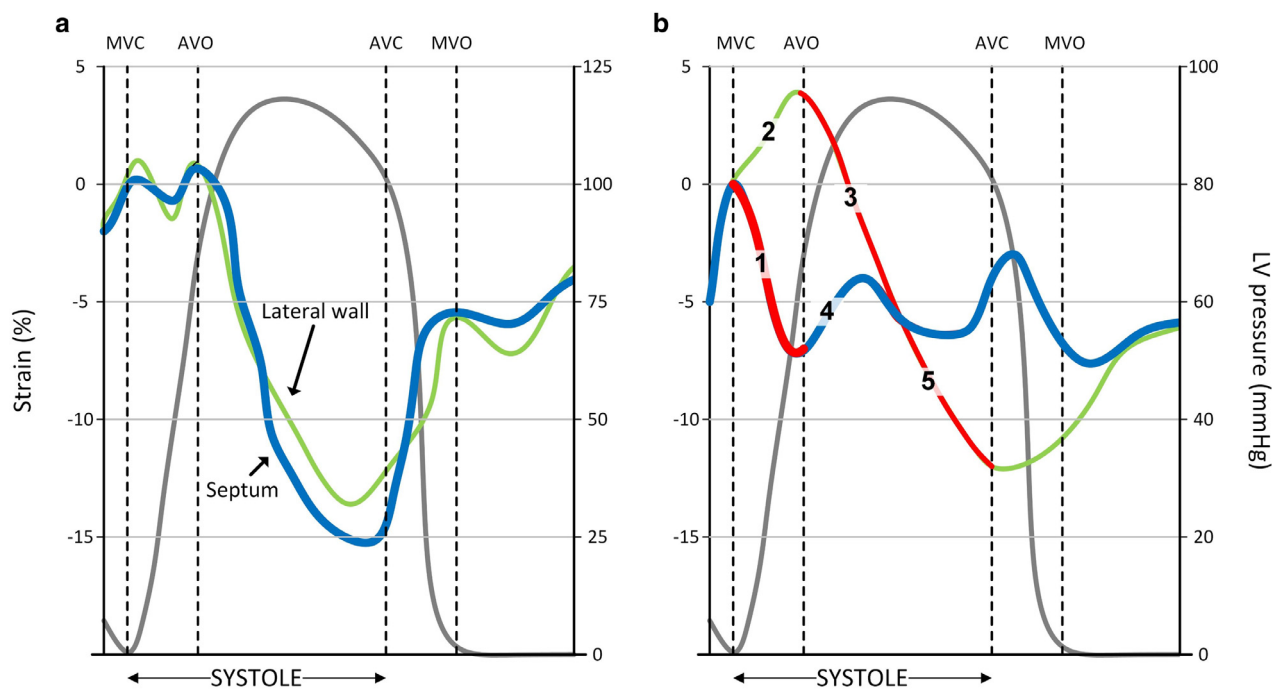 a
MVC AVO AVC MVO
5
0
-5
-10
-15
Strain (%)
125
100
75
50
25
0
Lateral wall
Septum
SYSTOLE
b
MVC AVO AVC MVO
5
0
-5
-10
-15
100
80
60
40
20
0
LV pressure (mmHg)
1
2
3
4
5
SYSTOLE